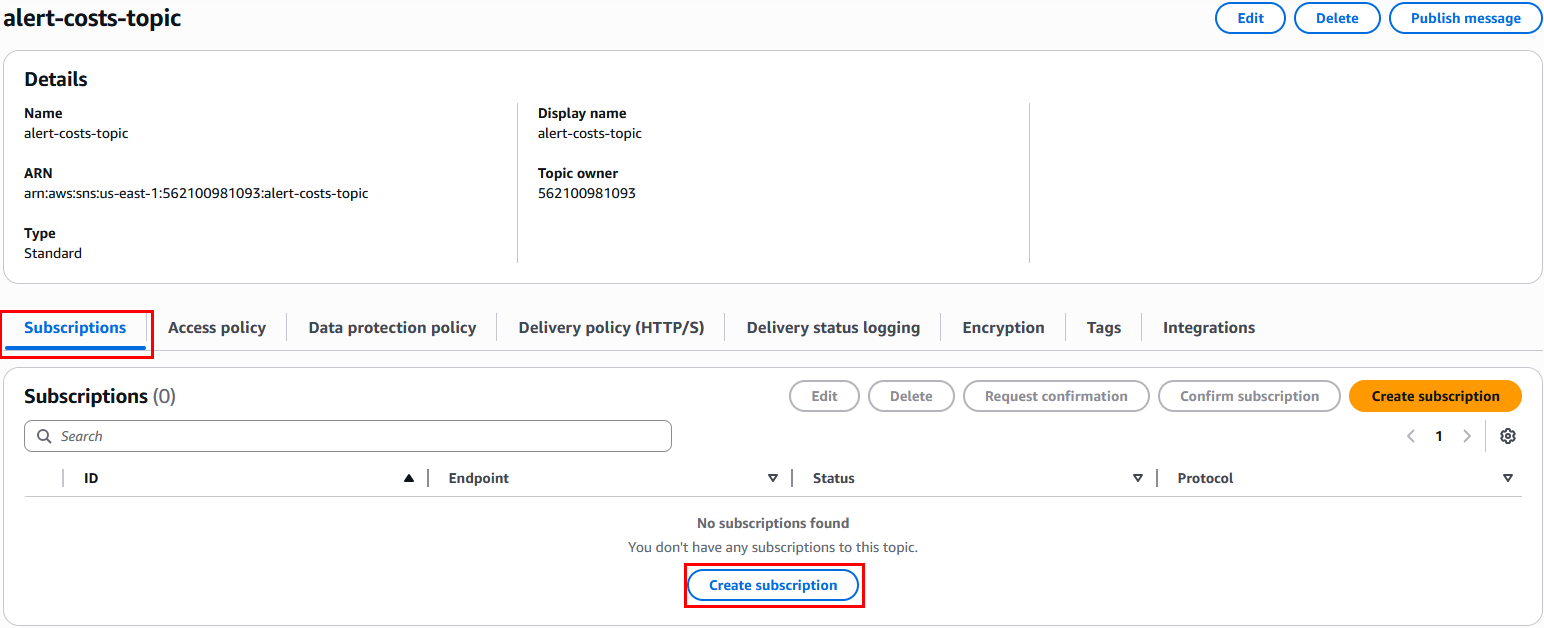 alert-costs-topic
Edit
Delete
Publish message
Details
Name
alert-costs-topic
ARN
arn:aws:sns:us-east-1:562100981093:alert-costs-topic
Type
Standard
Display name
alert-costs-topic
Topic owner
562100981093
Subscriptions
Access policy
Data protection policy
Delivery policy (HTTP/S)
Delivery status logging
Encryption
Tags
Integrations
Subscriptions (0)
Edit
Delete
Request confirmation
Confirm subscription
Create subscription
Search
1
ID
Endpoint
Status
Protocol
No subscriptions found
You don't have any subscriptions to this topic.
Create subscription